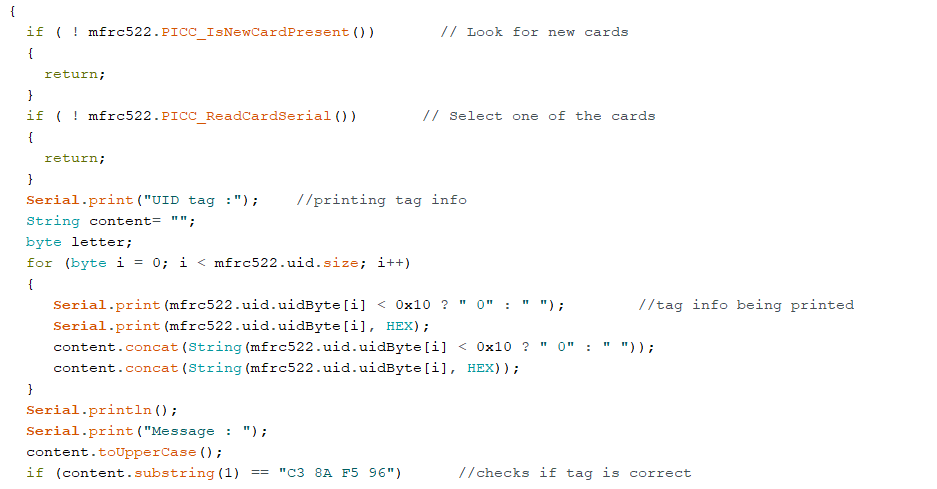 {
if ( ! mfrc522.PICC_IsNewCardPresent()) // Look for new cards
{
return;
}
if ( ! mfrc522.PICC_ReadCardSerial()) // Select one of the cards
{
return;
}
Serial.print("UID tag :"); //printing tag info
String content= "";
byte letter;
for (byte i = 0; i < mfrc522.uid.size; i++)
{
Serial.print(mfrc522.uid.uidByte[i] < 0x10 ? " 0" : " "); //tag info being printed
Serial.print(mfrc522.uid.uidByte[i], HEX);
content.concat(String(mfrc522.uid.uidByte[i] < 0x10 ? " 0" : " "));
content.concat(String(mfrc522.uid.uidByte[i], HEX));
}
Serial.println();
Serial.print("Message : ");
content.toUpperCase();
if (content.substring(1) == "C3 8A F5 96") //checks if tag is correct